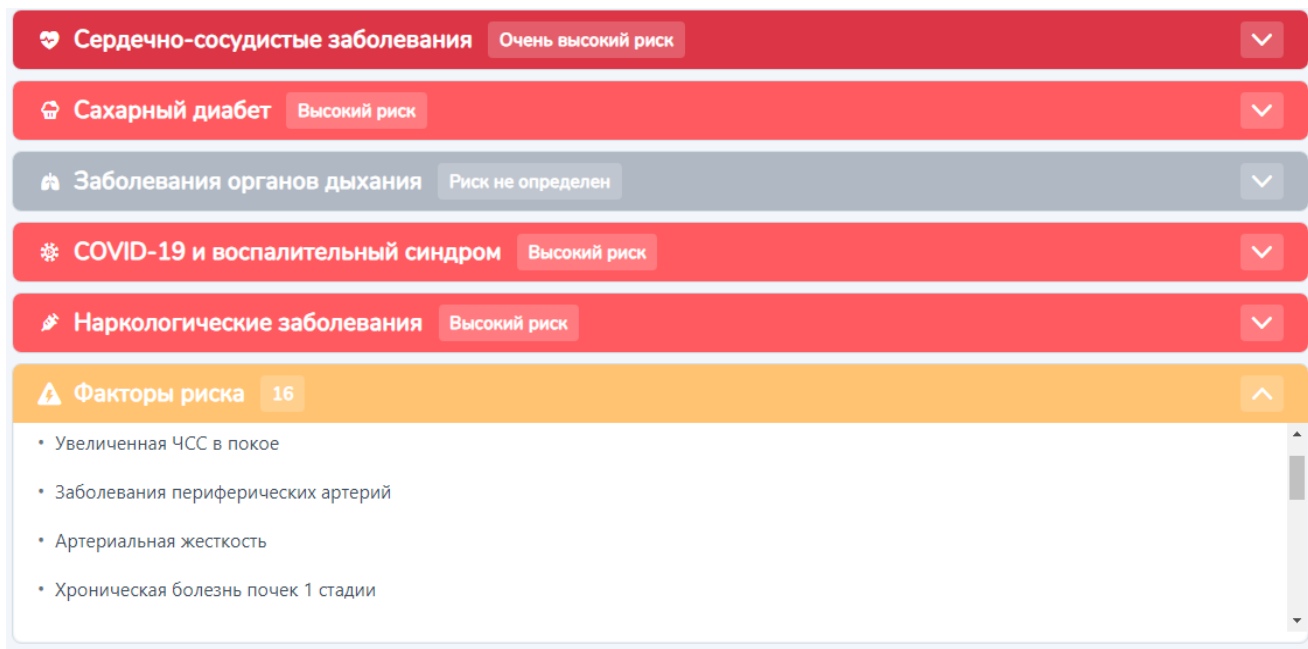 Сердечно-сосудистые заболевания Очень высокий риск
Сахарный диабет Высокий риск
Заболевания органов дыхания Риск не определен
COVID-19 и воспалительный синдром Высокий риск
Наркологические заболевания Высокий риск
Факторы риска 16
• Увеличенная ЧСС в покое
• Заболевания периферических артерий
• Артериальная жесткость
• Хроническая болезнь почек 1 стадии